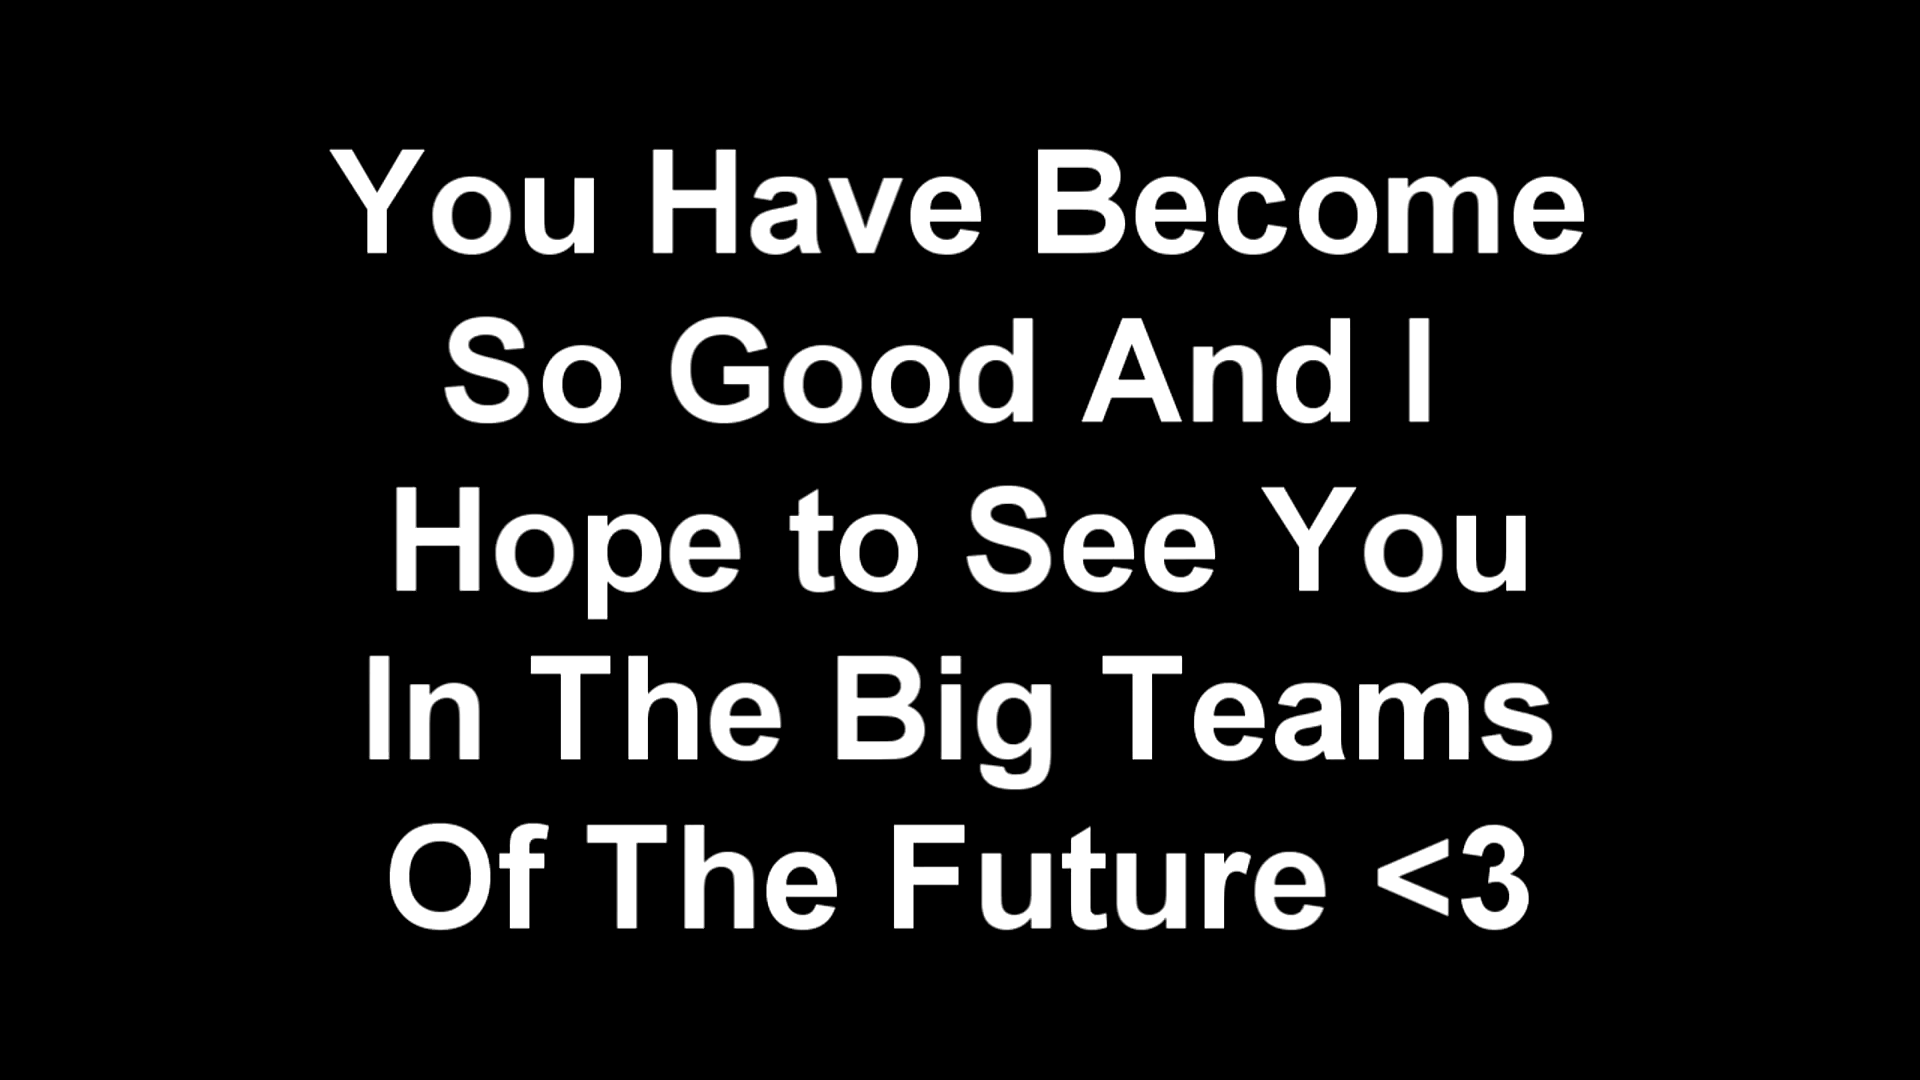 You Have Become
So Good And I
Hope to See You
In The Big Teams
Of The Future <3